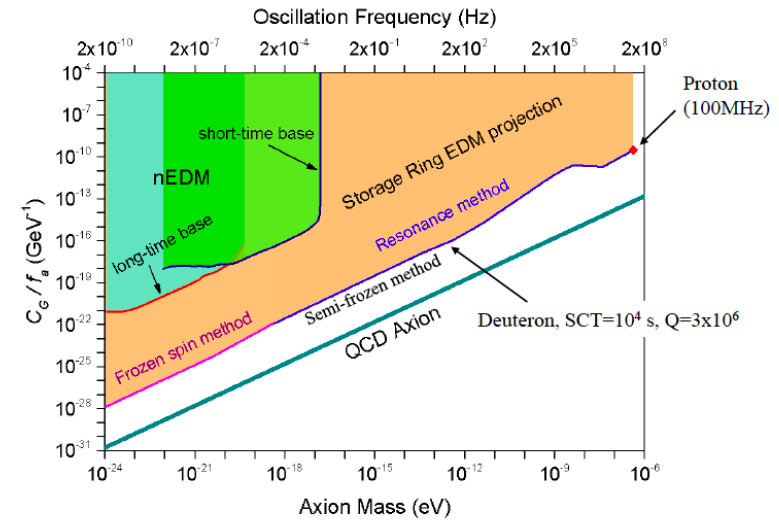 Oscillation Frequency (Hz)
2x10⁻¹⁰ 2x10⁻⁷ 2x10⁻⁴ 2x10⁻¹ 2x10² 2x10⁵ 2x10⁸
10⁻⁴
10⁻⁷
10⁻¹⁰
10⁻¹³
10⁻¹⁶
10⁻¹⁹
10⁻²²
10⁻²⁵
10⁻²⁸
10⁻³¹
C_G / f_a (GeV⁻¹)
short-time base
nEDM
long-time base
Storage Ring EDM projection
Resonance method
Semi-frozen method
Frozen spin method
QCD Axion
Proton
(100MHz)
Deuteron, SCT=10⁴ s, Q=3x10⁶
10⁻²⁴ 10⁻²¹ 10⁻¹⁸ 10⁻¹⁵ 10⁻¹² 10⁻⁹ 10⁻⁶
Axion Mass (eV)